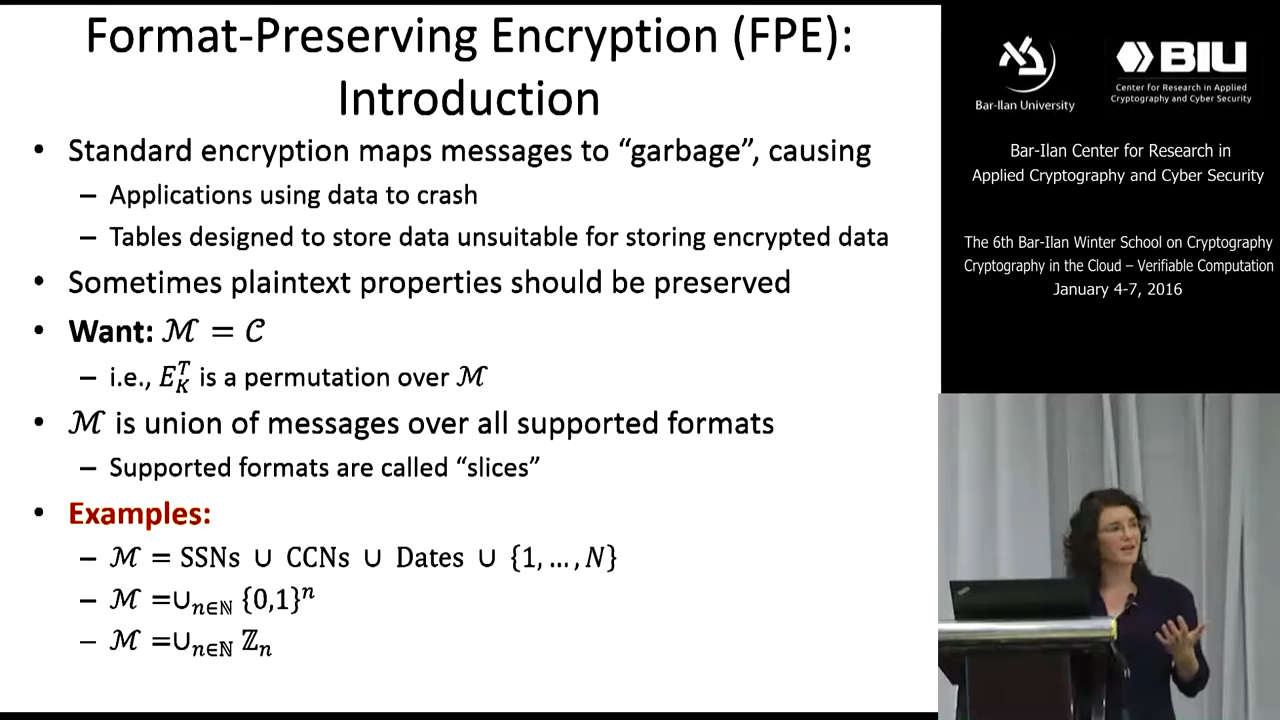 Format-Preserving Encryption (FPE):
Introduction
• Standard encryption maps messages to “garbage”, causing
– Applications using data to crash
– Tables designed to store data unsuitable for storing encrypted data
• Sometimes plaintext properties should be preserved
• Want: ℳ = 𝒞
– i.e., E_K^T is a permutation over ℳ
• ℳ is union of messages over all supported formats
– Supported formats are called “slices”
• Examples:
– ℳ = SSNs ∪ CCNs ∪ Dates ∪ {1, …, N}
– ℳ =∪_{n∈ℕ} {0,1}^n
– ℳ =∪_{n∈ℕ} ℤ_n
Bar-Ilan University
BIU
Center for Research in Applied
Cryptography and Cyber Security
Bar-Ilan Center for Research in
Applied Cryptography and Cyber Security
The 6th Bar-Ilan Winter School on Cryptography
Cryptography in the Cloud – Verifiable Computation
January 4-7, 2016